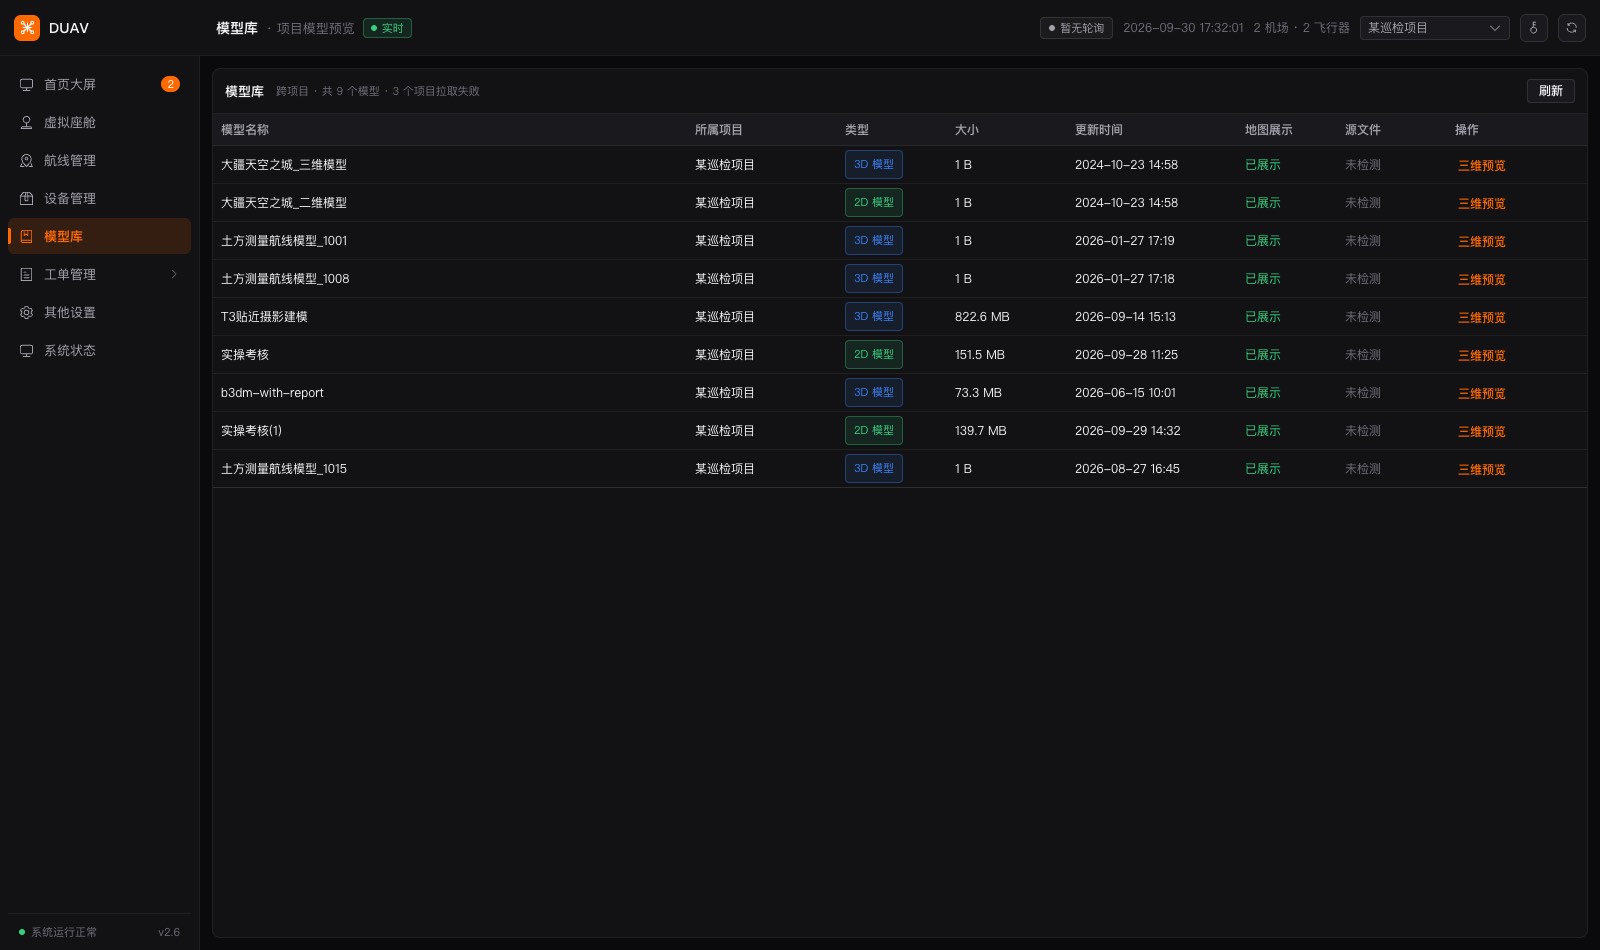 DUAV
模型库 · 项目模型预览 实时
暂无轮询 2026-09-30 17:32:01 2 机场 · 2 飞行器 某巡检项目
首页大屏 2
虚拟座舱
航线管理
设备管理
模型库
工单管理
其他设置
系统状态
模型库 跨项目 · 共 9 个模型 · 3 个项目拉取失败 刷新
模型名称 所属项目 类型 大小 更新时间 地图展示 源文件 操作
大疆天空之城_三维模型 某巡检项目 3D 模型 1 B 2024-10-23 14:58 已展示 未检测 三维预览
大疆天空之城_二维模型 某巡检项目 2D 模型 1 B 2024-10-23 14:58 已展示 未检测 三维预览
土方测量航线模型_1001 某巡检项目 3D 模型 1 B 2026-01-27 17:19 已展示 未检测 三维预览
土方测量航线模型_1008 某巡检项目 3D 模型 1 B 2026-01-27 17:18 已展示 未检测 三维预览
T3贴近摄影建模 某巡检项目 3D 模型 822.6 MB 2026-09-14 15:13 已展示 未检测 三维预览
实操考核 某巡检项目 2D 模型 151.5 MB 2026-09-28 11:25 已展示 未检测 三维预览
b3dm-with-report 某巡检项目 3D 模型 73.3 MB 2026-06-15 10:01 已展示 未检测 三维预览
实操考核(1) 某巡检项目 2D 模型 139.7 MB 2026-09-29 14:32 已展示 未检测 三维预览
土方测量航线模型_1015 某巡检项目 3D 模型 1 B 2026-08-27 16:45 已展示 未检测 三维预览
系统运行正常 v2.6